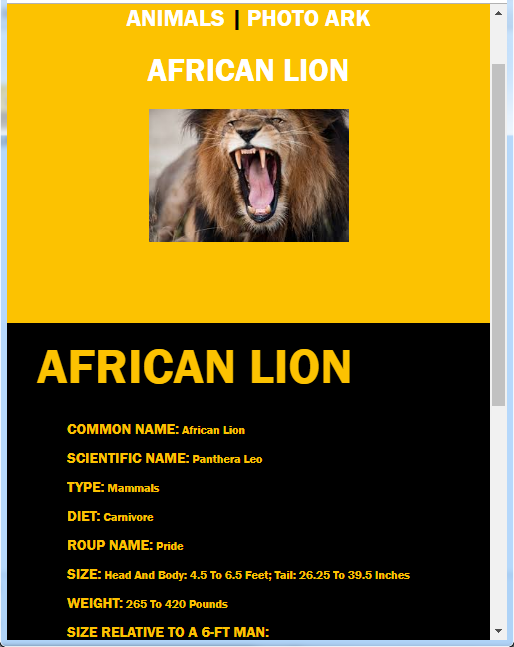 ANIMALS | PHOTO ARK
AFRICAN LION
AFRICAN LION
COMMON NAME: African Lion
SCIENTIFIC NAME: Panthera Leo
TYPE: Mammals
DIET: Carnivore
ROUP NAME: Pride
SIZE: Head And Body: 4.5 To 6.5 Feet; Tail: 26.25 To 39.5 Inches
WEIGHT: 265 To 420 Pounds
SIZE RELATIVE TO A 6-FT MAN: